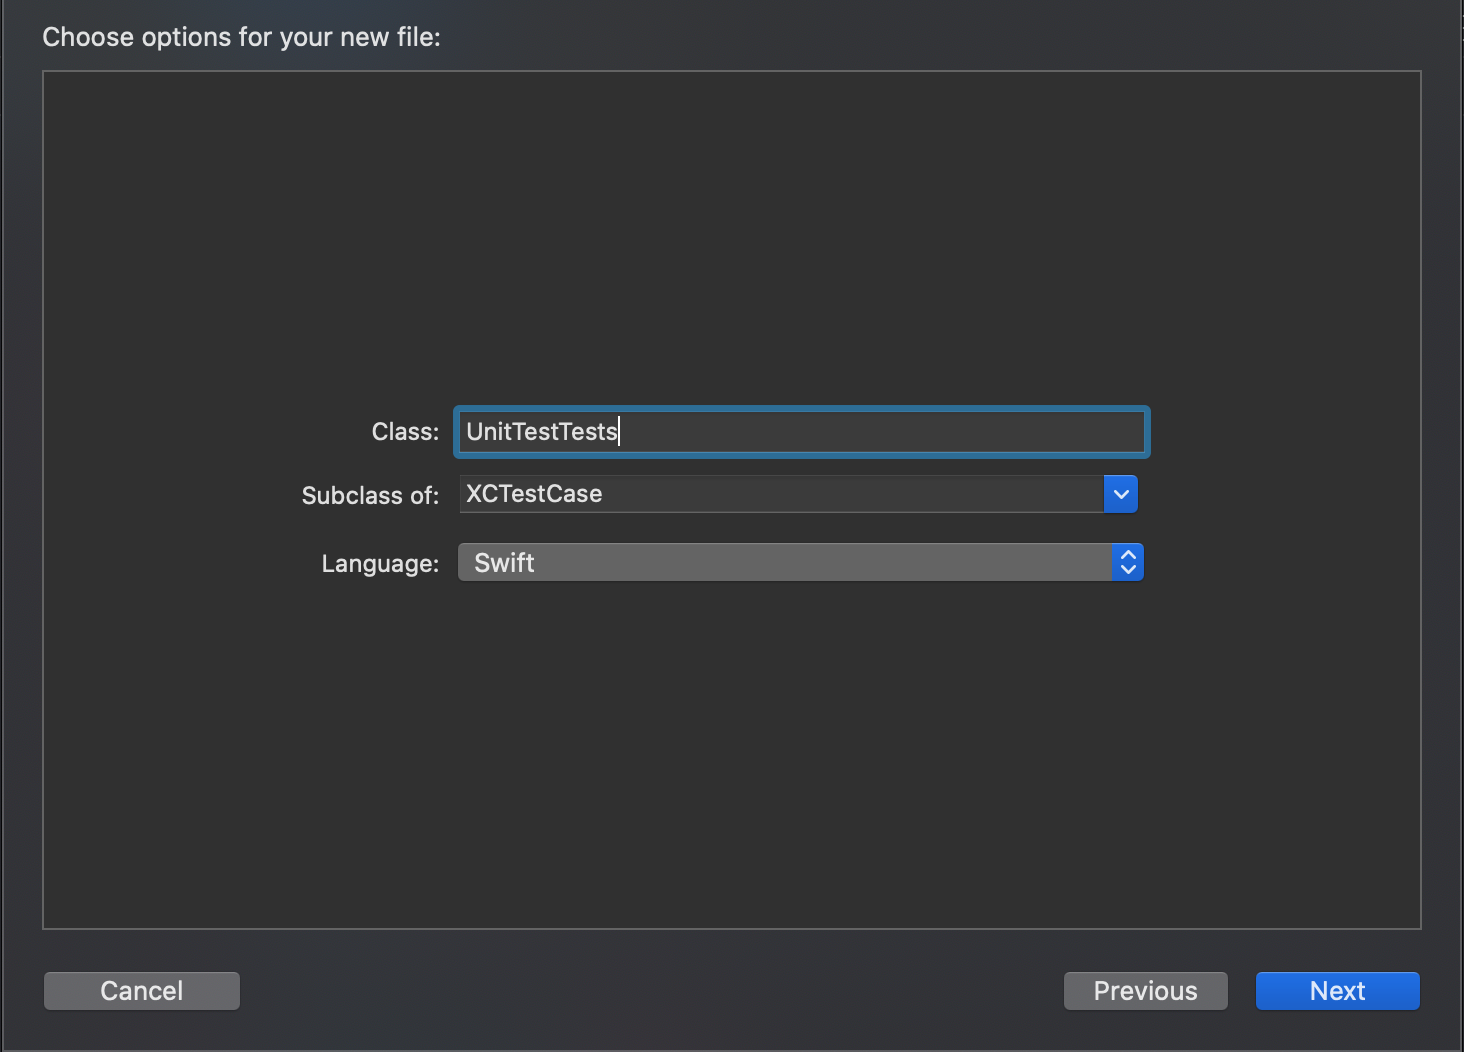 Choose options for your new file:
Class: UnitTestTests
Subclass of: XCTestCase
Language: Swift
Cancel Previous Next